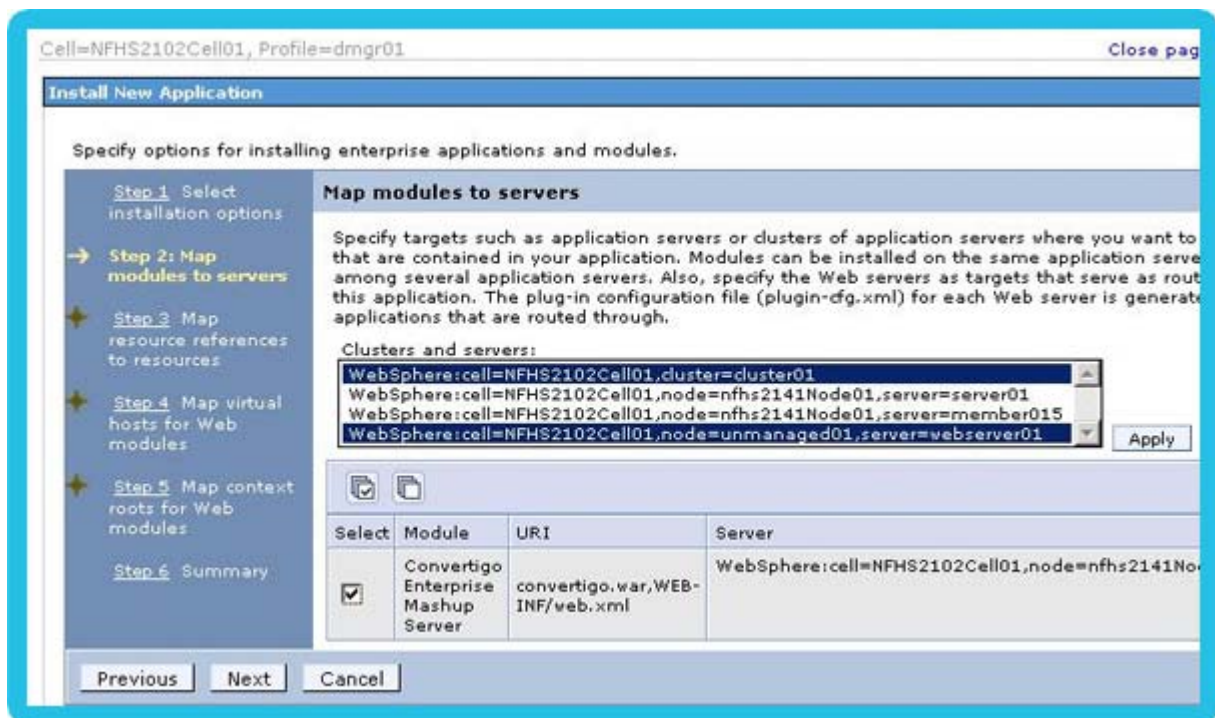 Cell=NFHS2102Cell01, Profile=dmgr01
Close pag
Install New Application
Specify options for installing enterprise applications and modules.
Step 1 Select
installation options
Step 2: Map
modules to servers
Step 3 Map
resource references
to resources
Step 4 Map virtual
hosts for Web
modules
Step 5 Map context
roots for Web
modules
Step 6 Summary
Map modules to servers
Specify targets such as application servers or clusters of application servers where you want to
that are contained in your application. Modules can be installed on the same application serve
among several application servers. Also, specify the Web servers as targets that serve as rout
this application. The plug-in configuration file (plugin-cfg.xml) for each Web server is generate
applications that are routed through.
Clusters and servers:
WebSphere:cell=NFHS2102Cell01,cluster=cluster01
WebSphere:cell=NFHS2102Cell01,node=nfhs2141Node01,server=server01
WebSphere:cell=NFHS2102Cell01,node=nfhs2141Node01,server=member015
WebSphere:cell=NFHS2102Cell01,node=unmanaged01,server=webserver01
Apply
Select Module URI Server
Convertigo
Enterprise
Mashup
Server
convertigo.war,WEB-
INF/web.xml
WebSphere:cell=NFHS2102Cell01,node=nfhs2141No
Previous Next Cancel